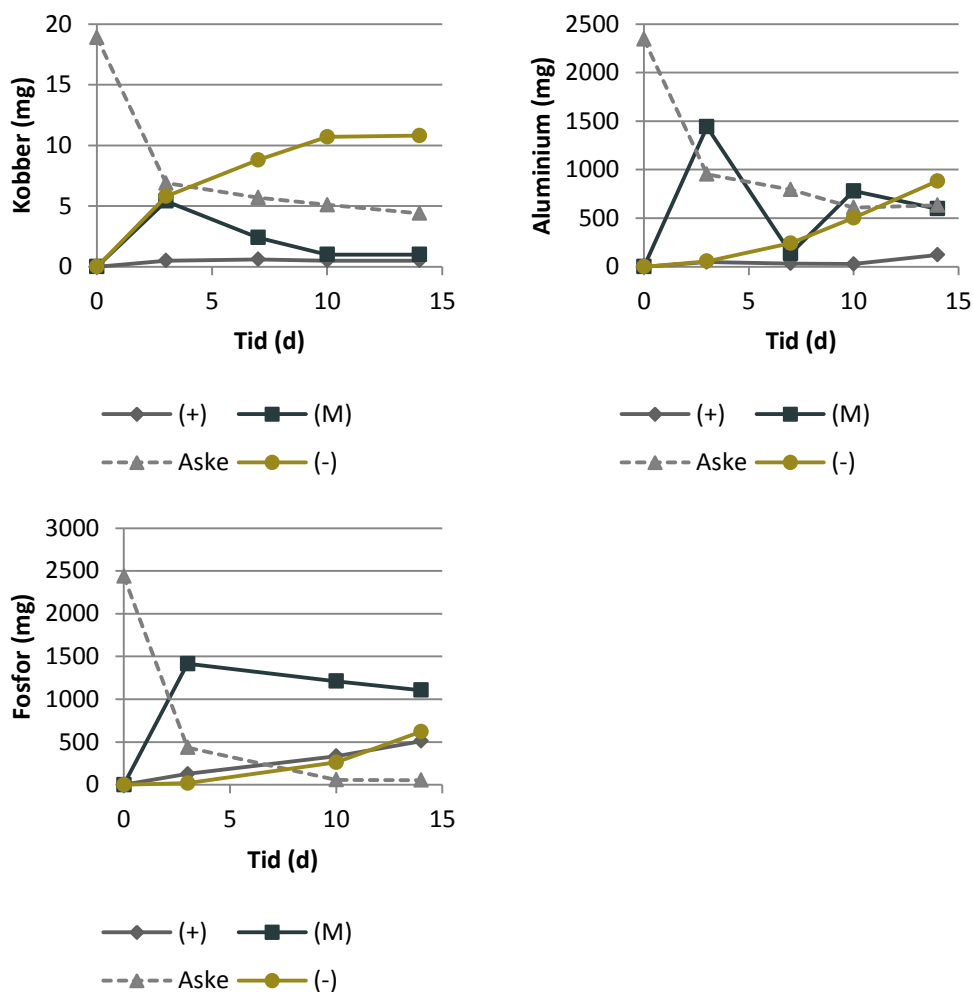 Kobber (mg)
20
15
10
5
0
0 5 10 15
Tid (d)
(+) (M)
Aske (-)
Aluminium (mg)
2500
2000
1500
1000
500
0
0 5 10 15
Tid (d)
(+) (M)
Aske (-)
Fosfor (mg)
3000
2500
2000
1500
1000
500
0
0 5 10 15
Tid (d)
(+) (M)
Aske (-)